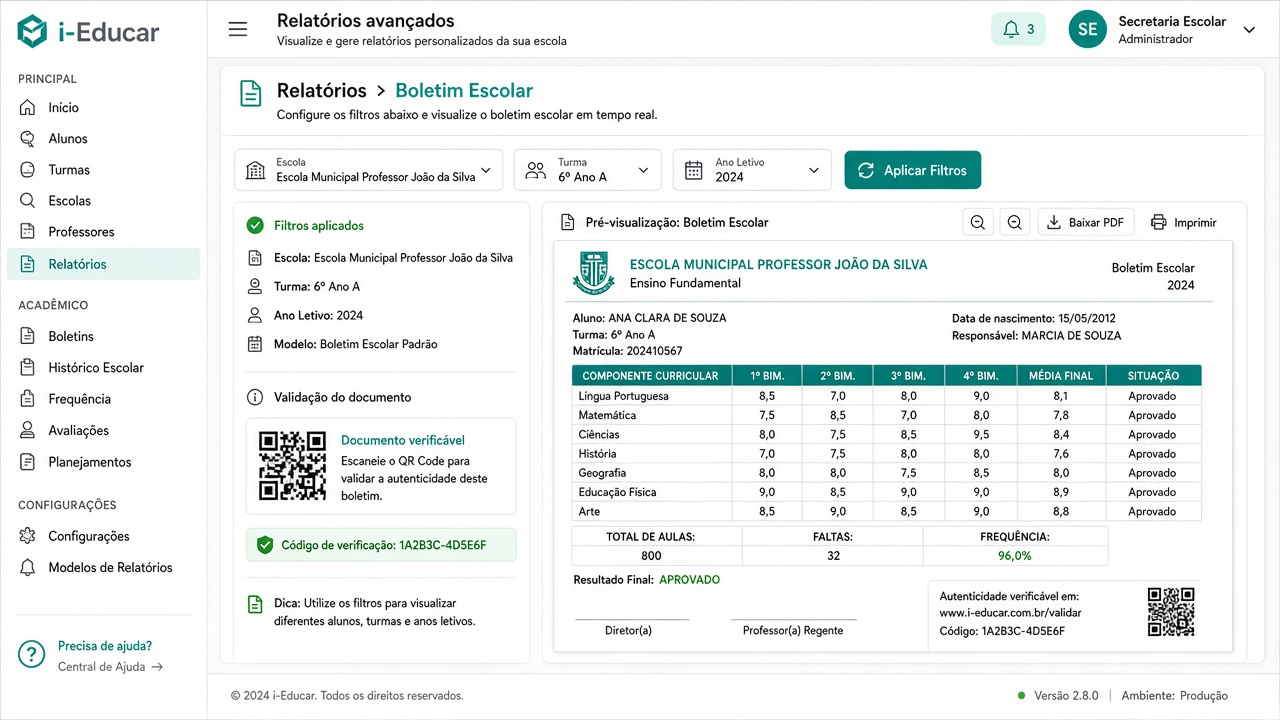 i-Educar
PRINCIPAL
Início
Alunos
Turmas
Escolas
Professores
Relatórios
ACADÊMICO
Boletins
Histórico Escolar
Frequência
Avaliações
Planejamentos
CONFIGURAÇÕES
Configurações
Modelos de Relatórios
Precisa de ajuda?
Central de Ajuda →
Relatórios avançados
Visualize e gere relatórios personalizados da sua escola
3
SE
Secretaria Escolar
Administrador
Relatórios > Boletim Escolar
Configure os filtros abaixo e visualize o boletim escolar em tempo real.
Escola
Escola Municipal Professor João da Silva
Turma
6º Ano A
Ano Letivo
2024
Aplicar Filtros
Filtros aplicados
Escola: Escola Municipal Professor João da Silva
Turma: 6º Ano A
Ano Letivo: 2024
Modelo: Boletim Escolar Padrão
Validação do documento
Documento verificável
Escaneie o QR Code para
validar a autenticidade deste
boletim.
Código de verificação: 1A2B3C-4D5E6F
Dica: Utilize os filtros para visualizar
diferentes alunos, turmas e anos letivos.
Pré-visualização: Boletim Escolar
Baixar PDF
Imprimir
ESCOLA MUNICIPAL PROFESSOR JOÃO DA SILVA
Ensino Fundamental
Boletim Escolar
2024
Aluno: ANA CLARA DE SOUZA
Turma: 6º Ano A
Matrícula: 202410567
Data de nascimento: 15/05/2012
Responsável: MARCIA DE SOUZA
COMPONENTE CURRICULAR 1º BIM. 2º BIM. 3º BIM. 4º BIM. MÉDIA FINAL SITUAÇÃO
Língua Portuguesa 8,5 7,0 8,0 9,0 8,1 Aprovado
Matemática 7,5 8,5 7,0 8,0 7,8 Aprovado
Ciências 8,0 7,5 8,5 9,5 8,4 Aprovado
História 7,0 7,5 8,0 8,0 7,6 Aprovado
Geografia 8,0 8,0 7,5 8,5 8,0 Aprovado
Educação Física 9,0 8,5 9,0 9,0 8,9 Aprovado
Arte 8,5 9,0 8,5 9,0 8,8 Aprovado
TOTAL DE AULAS: FALTAS: FREQUÊNCIA:
800 32 96,0%
Resultado Final: APROVADO
Diretor(a)
Professor(a) Regente
Autenticidade verificável em:
www.i-educar.com.br/validar
Código: 1A2B3C-4D5E6F
© 2024 i-Educar. Todos os direitos reservados.
Versão 2.8.0 | Ambiente: Produção